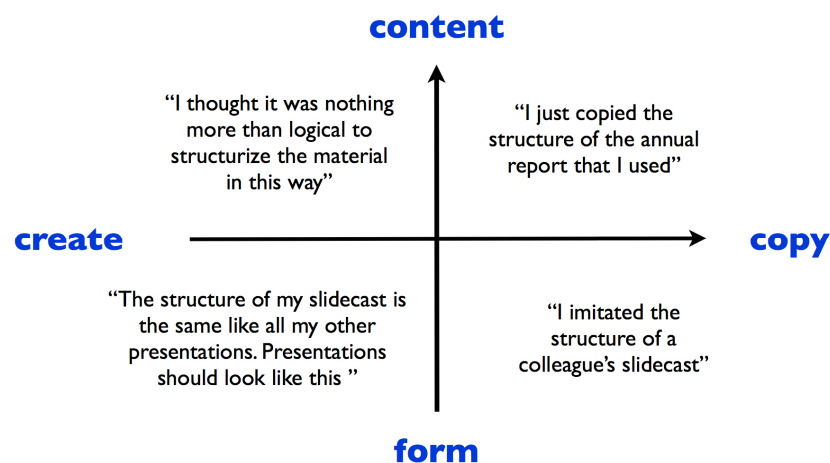 content
“I thought it was nothing
more than logical to
structurize the material
in this way”
“I just copied the
structure of the annual
report that I used”
create
copy
“The structure of my slidecast is
the same like all my other
presentations. Presentations
should look like this ”
“I imitated the
structure of a
colleague’s slidecast”
form